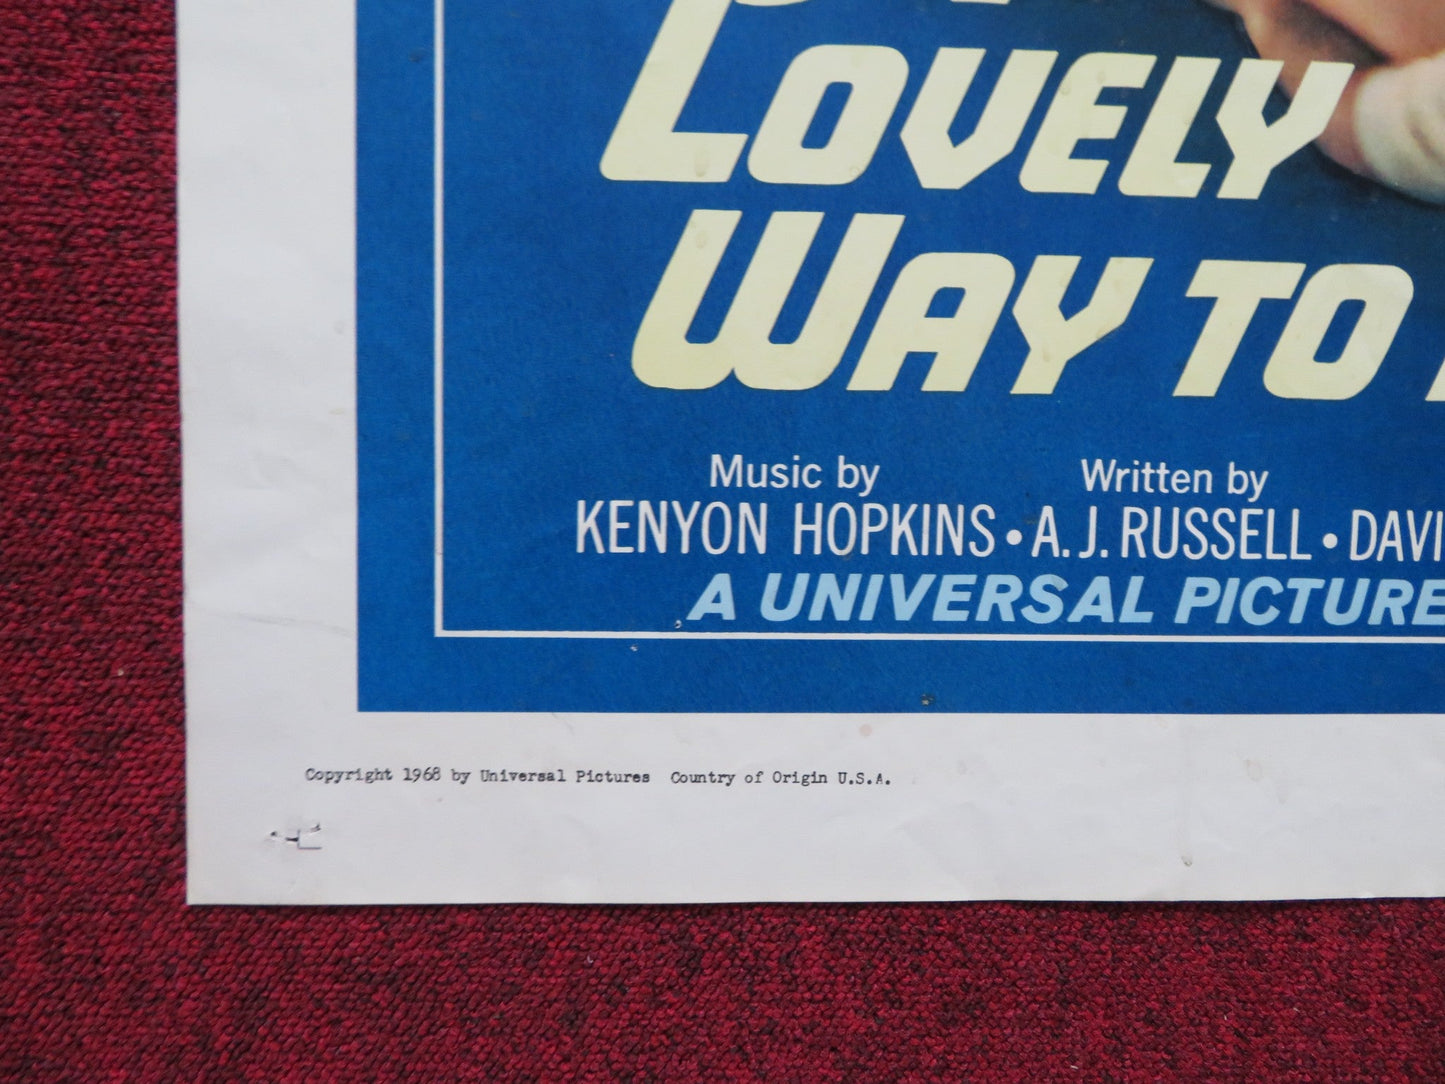 LOVELY
WAY TO
Music by Written by
KENYON HOPKINS • A.J. RUSSELL • DAVI
A UNIVERSAL PICTURE
Copyright 1968 by Universal Pictures Country of Origin U.S.A.